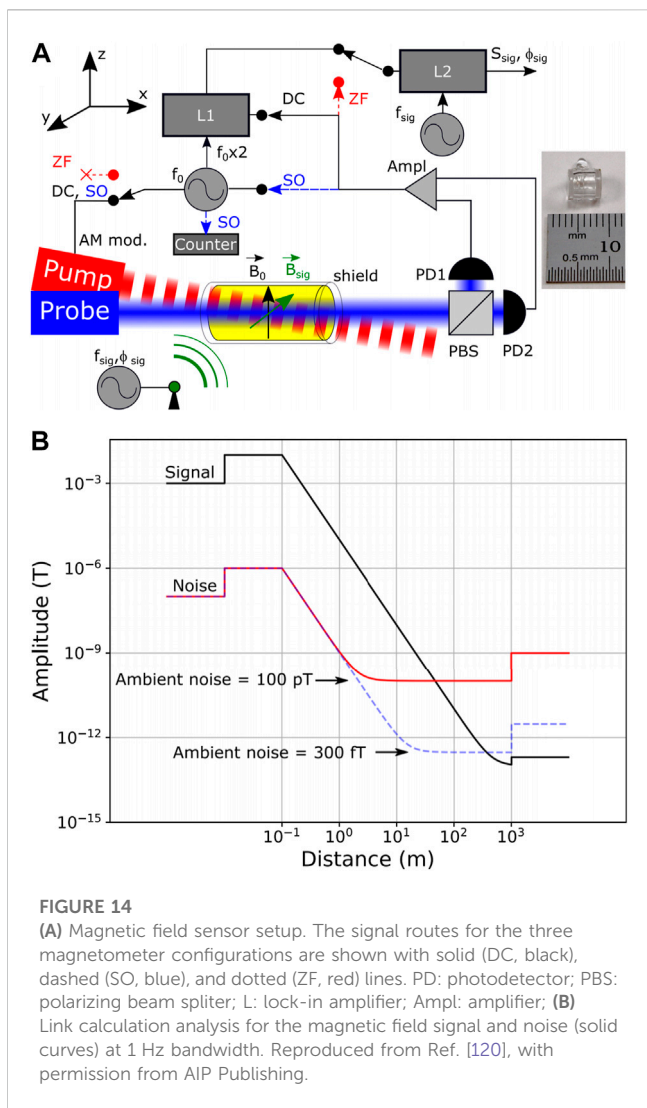 A
z
x
y
L1
L2
S_sig, ϕ_sig
DC
ZF
f_sig
f₀x2
ZF
DC, SO
f₀
SO
Ampl
SO
Counter
AM mod.
B₀
B_sig
shield
PD1
Pump
Probe
PBS
PD2
f_sig, ϕ_sig
mm
10
0.5 mm
B
Amplitude (T)
10⁻³
10⁻⁶
10⁻⁹
10⁻¹²
10⁻¹⁵
Signal
Noise
Ambient noise = 100 pT
Ambient noise = 300 fT
10⁻¹ 10⁰ 10¹ 10² 10³
Distance (m)
FIGURE 14
(A) Magnetic field sensor setup. The signal routes for the three
magnetometer configurations are shown with solid (DC, black),
dashed (SO, blue), and dotted (ZF, red) lines. PD: photodetector; PBS:
polarizing beam spliter; L: lock-in amplifier; Ampl: amplifier; (B)
Link calculation analysis for the magnetic field signal and noise (solid
curves) at 1 Hz bandwidth. Reproduced from Ref. [120], with
permission from AIP Publishing.